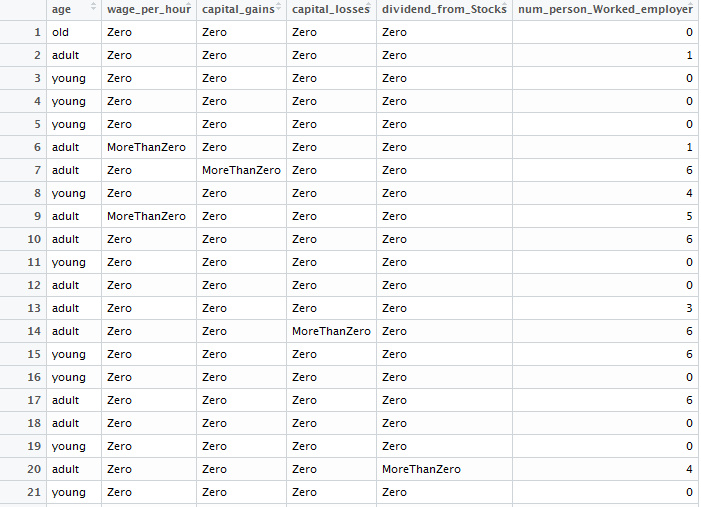 age wage_per_hour capital_gains capital_losses dividend_from_Stocks num_person_Worked_employer
1 old Zero Zero Zero Zero 0
2 adult Zero Zero Zero Zero 1
3 young Zero Zero Zero Zero 0
4 young Zero Zero Zero Zero 0
5 young Zero Zero Zero Zero 0
6 adult MoreThanZero Zero Zero Zero 1
7 adult Zero MoreThanZero Zero Zero 6
8 young Zero Zero Zero Zero 4
9 adult MoreThanZero Zero Zero Zero 5
10 adult Zero Zero Zero Zero 6
11 young Zero Zero Zero Zero 0
12 adult Zero Zero Zero Zero 0
13 adult Zero Zero Zero Zero 3
14 adult Zero Zero MoreThanZero Zero 6
15 young Zero Zero Zero Zero 6
16 young Zero Zero Zero Zero 0
17 adult Zero Zero Zero Zero 6
18 adult Zero Zero Zero Zero 0
19 young Zero Zero Zero Zero 0
20 adult Zero Zero Zero MoreThanZero 4
21 young Zero Zero Zero Zero 0